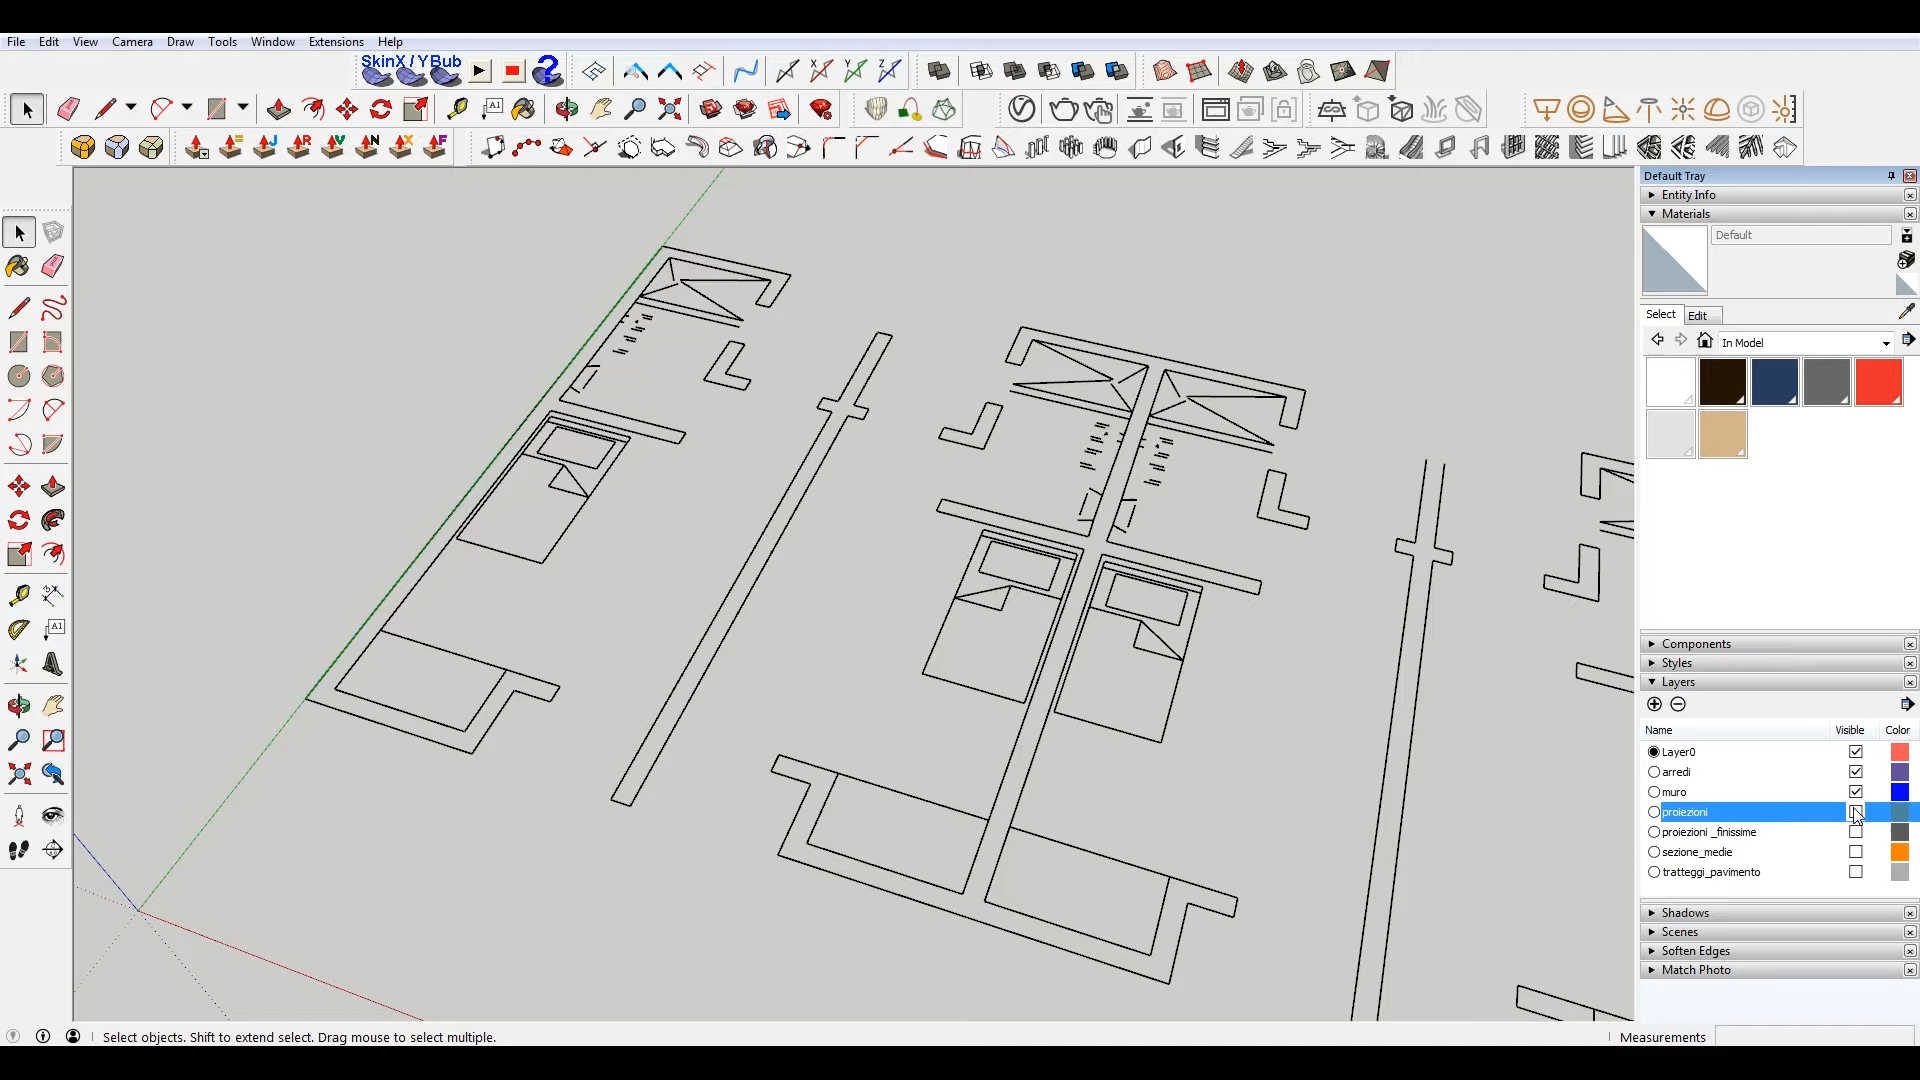 File Edit View Camera Draw Tools Window Extensions Help
SkinX / YBub
?
X Y Z
A1
J R V N X F
Default Tray
Entity Info
Materials
Default
Select Edit
In Model
A1
Components
Styles
Layers
Name Visible Color
Layer0
arredi
muro
proiezioni
proiezioni _finissime
sezione_medie
tratteggi_pavimento
Shadows
Scenes
Soften Edges
Match Photo
Select objects. Shift to extend select. Drag mouse to select multiple.
Measurements